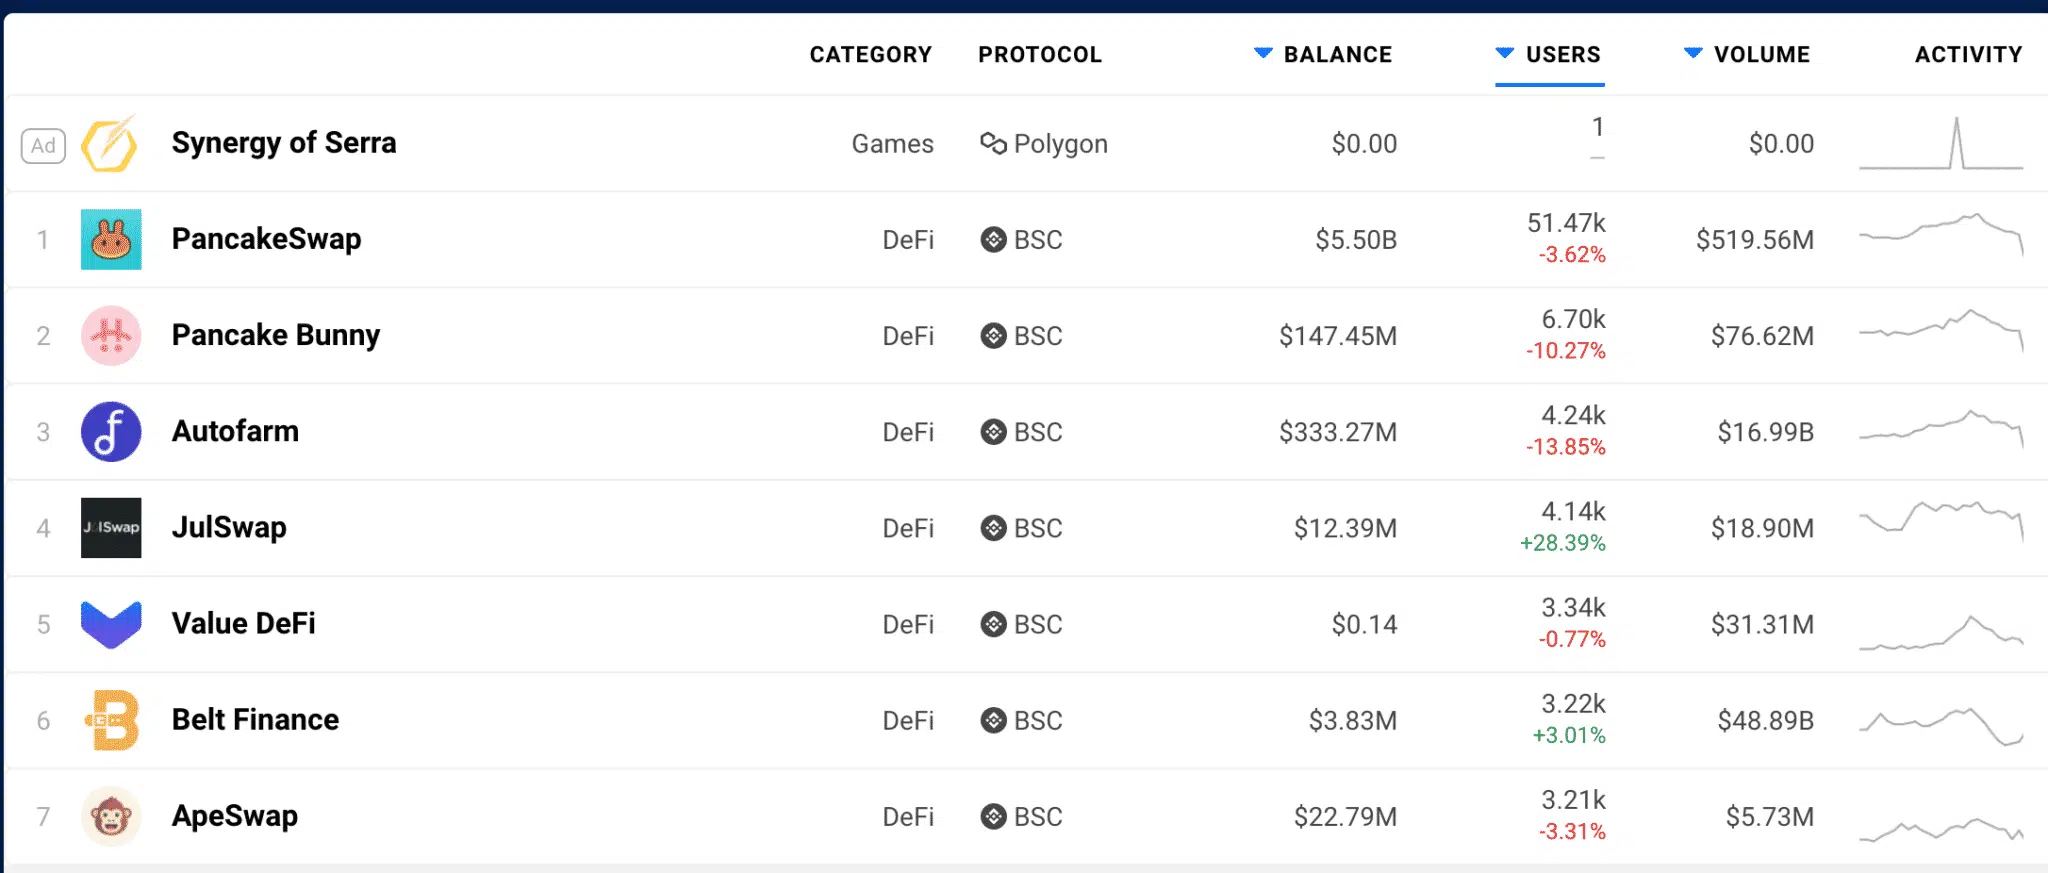 CATEGORY PROTOCOL BALANCE USERS VOLUME ACTIVITY
Ad Synergy of Serra Games Polygon $0.00 1 $0.00
–
1 PancakeSwap DeFi BSC $5.50B 51.47k $519.56M
-3.62%
2 Pancake Bunny DeFi BSC $147.45M 6.70k $76.62M
-10.27%
3 Autofarm DeFi BSC $333.27M 4.24k $16.99B
-13.85%
4 JulSwap JulSwap DeFi BSC $12.39M 4.14k $18.90M
+28.39%
5 Value DeFi DeFi BSC $0.14 3.34k $31.31M
-0.77%
6 Belt Finance DeFi BSC $3.83M 3.22k $48.89B
+3.01%
7 ApeSwap DeFi BSC $22.79M 3.21k $5.73M
-3.31%